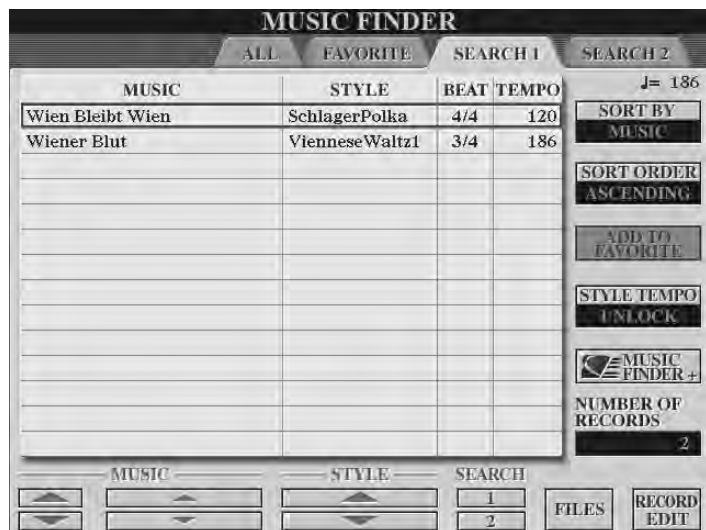 MUSIC FINDER
ALL FAVORITE SEARCH 1 SEARCH 2
MUSIC STYLE BEAT TEMPO
♩= 186
Wien Bleibt Wien SchlagerPolka 4/4 120
Wiener Blut VienneseWaltz1 3/4 186
SORT BY
MUSIC
SORT ORDER
ASCENDING
ADD TO
FAVORITE
STYLE TEMPO
UNLOCK
MUSIC
FINDER +
NUMBER OF
RECORDS
2
MUSIC STYLE SEARCH
1
2
FILES
RECORD
EDIT